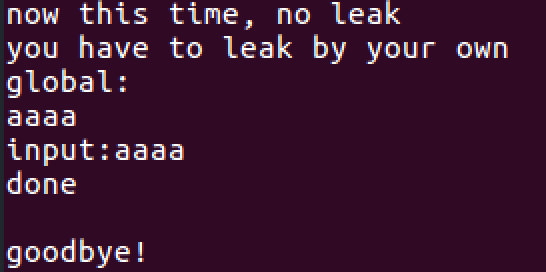 now this time, no leak
you have to leak by your own
global:
aaaa
input:aaaa
done
goodbye!